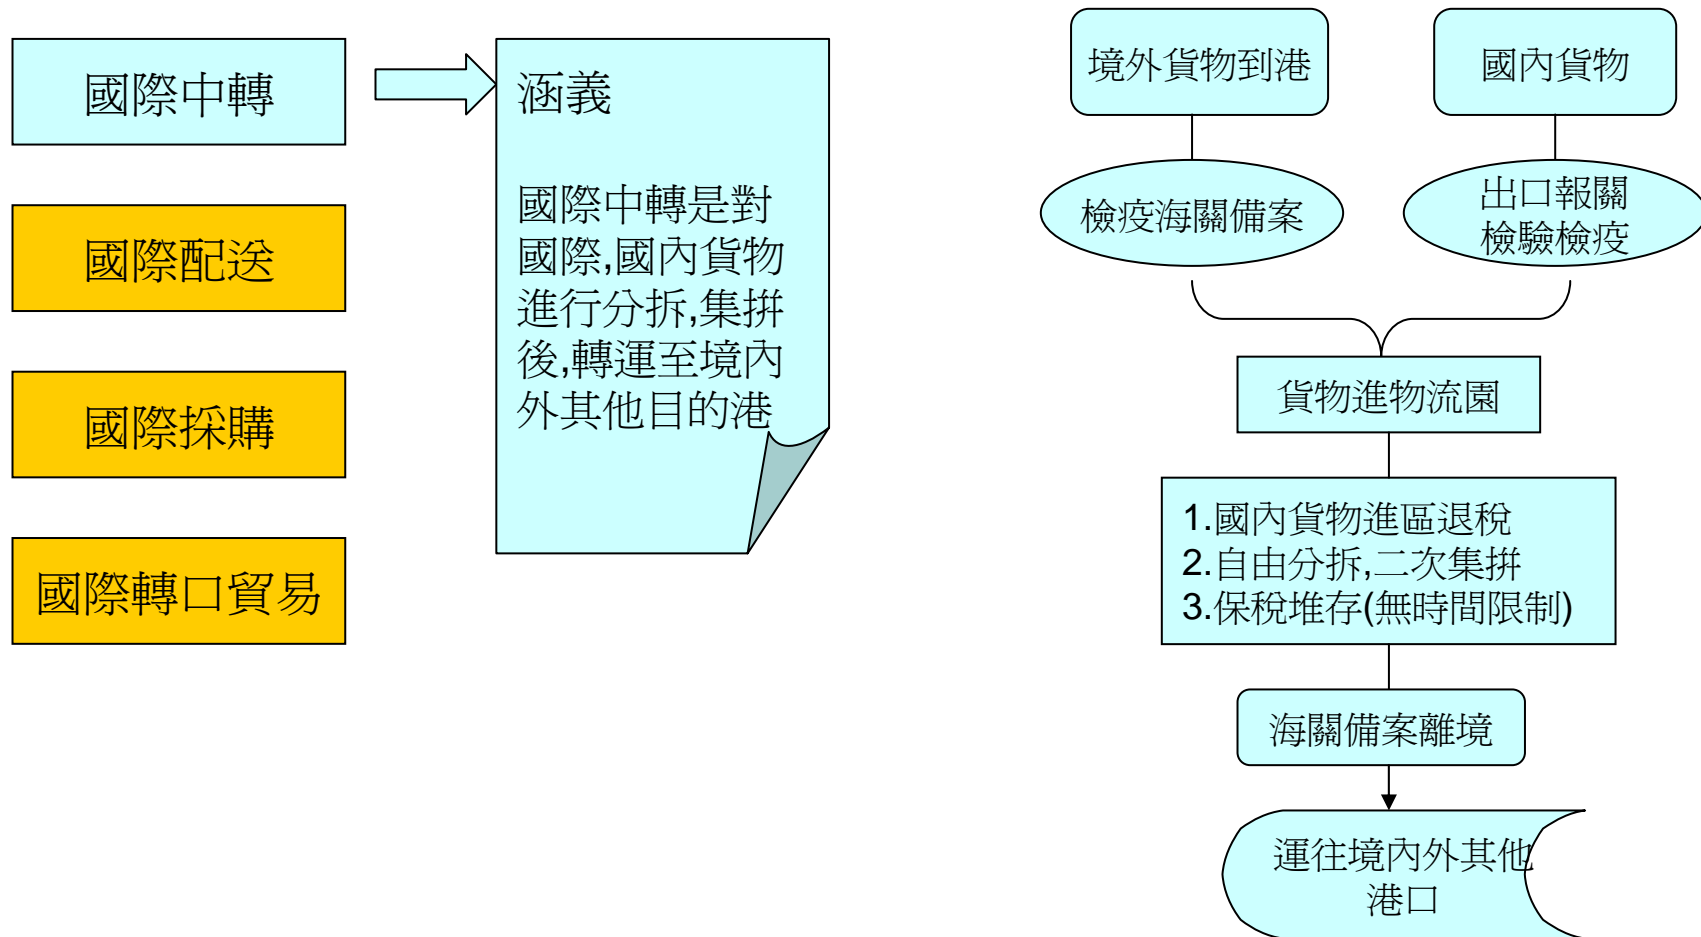 國際中轉
國際配送
國際採購
國際轉口貿易
涵義
國際中轉是對
國際,國內貨物
進行分拆,集拼
後,轉運至境內
外其他目的港
境外貨物到港
國內貨物
檢疫海關備案
出口報關
檢驗檢疫
貨物進物流園
1.國內貨物進區退稅
2.自由分拆,二次集拼
3.保稅堆存(無時間限制)
海關備案離境
運往境內外其他
港口